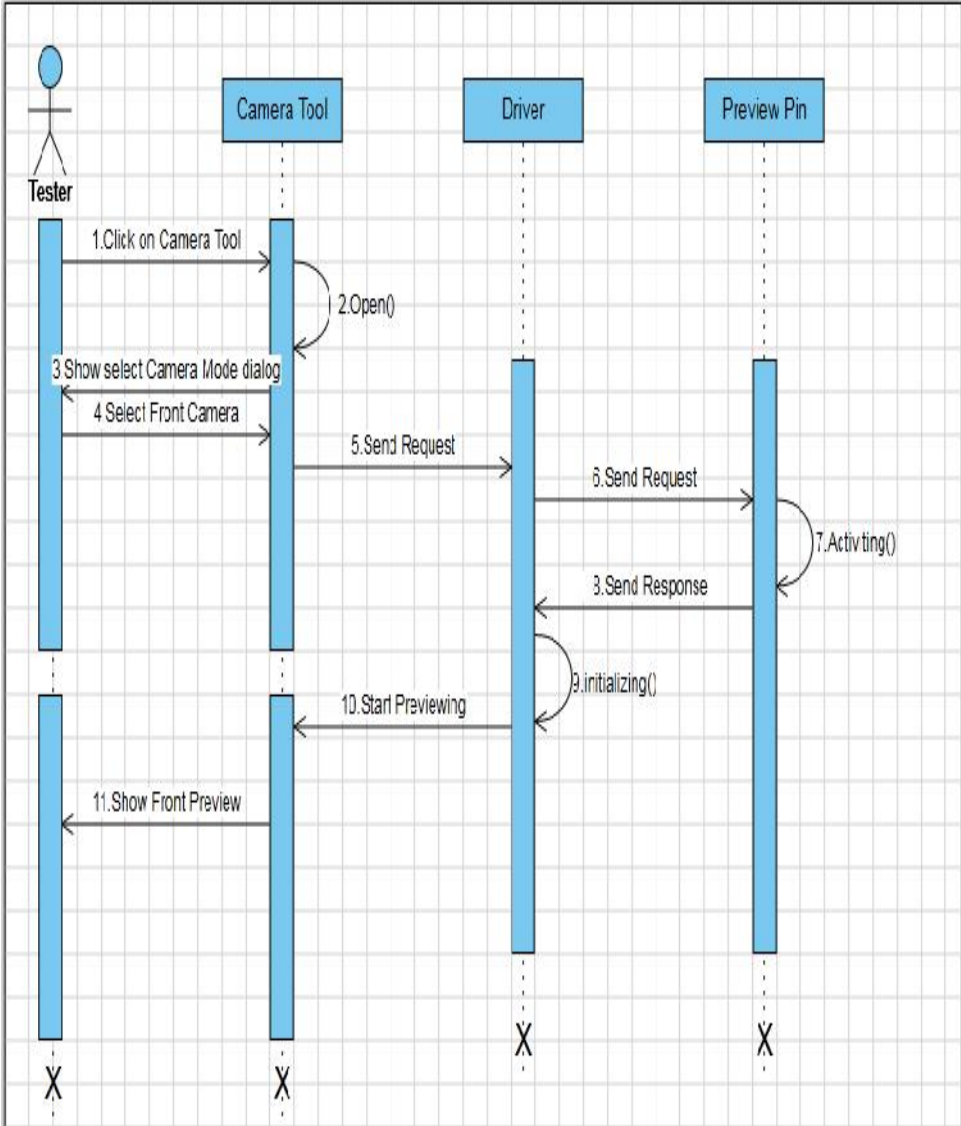 Camera Tool
Driver
Preview Pin
Tester
1.Click on Camera Tool
2.Open()
3.Show select Camera Mode dialog
4 Select Front Camera
5.Send Request
6.Send Request
7.Activiting()
8.Send Response
9.initializing()
10.Start Previewing
11.Show Front Preview
X
X
X
X